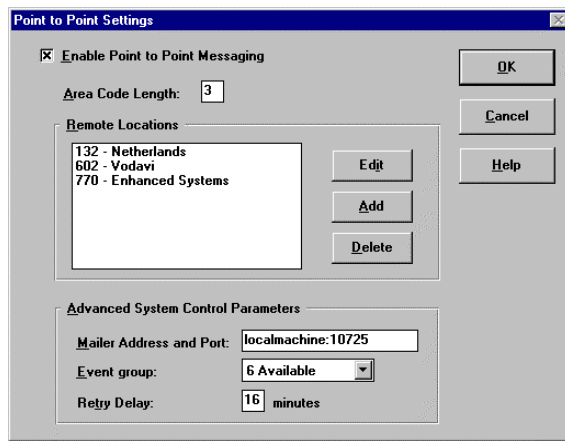 Point to Point Settings
Enable Point to Point Messaging
Area Code Length: 3
Remote Locations
132 - Netherlands
602 - Vodavi
770 - Enhanced Systems
Edit
Add
Delete
OK
Cancel
Help
Advanced System Control Parameters
Mailer Address and Port: localmachine:10725
Event group: 6 Available
Retry Delay: 16 minutes